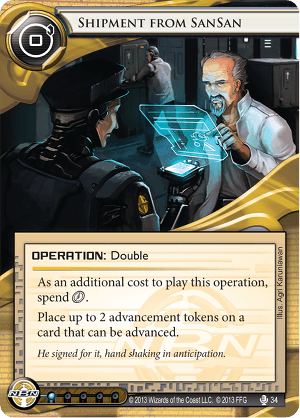 SHIPMENT FROM SANSAN
0
OPERATION: Double
As an additional cost to play this operation,
spend .
Place up to 2 advancement tokens on a
card that can be advanced.
He signed for it, hand shaking in anticipation.
Illus. Agri Karuniawan
NBN
© 2013 Wizards of the Coast LLC. © 2013 FFG 34